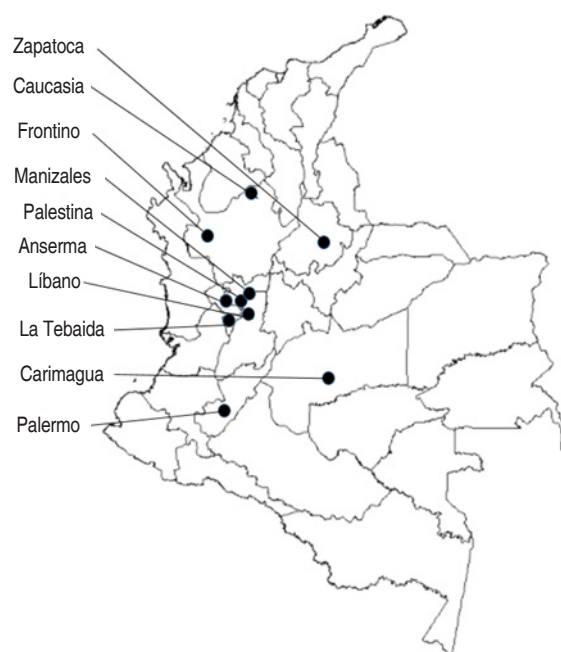 Zapatoca
Caucasia
Frontino
Manizales
Palestina
Anserma
Líbano
La Tebaida
Carimagua
Palermo